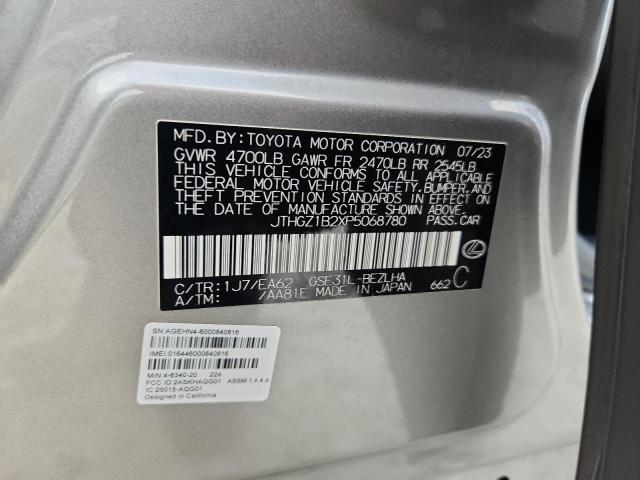 MFD.BY:TOYOTA MOTOR CORPORATION 07/23
GVWR 4700LB GAWR FR 2470LB RR 2545LB
THIS VEHICLE CONFORMS TO ALL APPLICABLE
FEDERAL MOTOR VEHICLE SAFETY, BUMPER, AND
THEFT PREVENTION STANDARDS IN EFFECT ON
THE DATE OF MANUFACTURE SHOWN ABOVE.
JTHGZ1B2XP5068780 PASS.CAR
C/TR:1J7/EA62 GSE31L-BEZLHA
A/TM: /AA81E MADE IN JAPAN 662 C
SN:AGEHN4-6000840816
IMEI:016446000840816
M/N:4-6340-20 22A
FCC ID:2ASKHAQG01 ASSM 1.4.4 A
IC:25015-AQG01
Designed in California